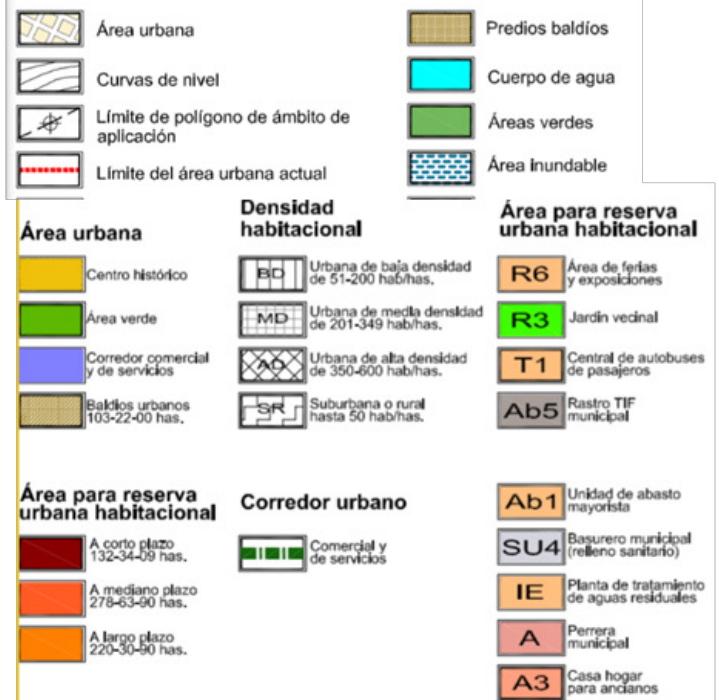 Área urbana
Curvas de nivel
Límite de polígono de ámbito de
aplicación
Límite del área urbana actual
Predios baldíos
Cuerpo de agua
Áreas verdes
Área inundable
Área urbana
Centro histórico
Área verde
Corredor comercial
y de servicios
Baldios urbanos
103-22-00 has.
Densidad
habitacional
BD
Urbana de baja densidad
de 51-200 hab/has.
MD
Urbana de media densidad
de 201-349 hab/has.
AD
Urbana de alta densidad
de 350-600 hab/has.
SR
Suburbana o rural
hasta 50 hab/has.
Área para reserva
urbana habitacional
R6
Área de ferias
y exposiciones
R3
Jardin vecinal
T1
Central de autobuses
de pasajeros
Ab5
Rastro TIF
municipal
Área para reserva
urbana habitacional
A corto plazo
132-34-09 has.
A mediano plazo
278-63-90 has.
A largo plazo
220-30-90 has.
Corredor urbano
Comercial y
de servicios
Ab1
Unidad de abasto
mayorista
SU4
Basurero municipal
(relleno sanitario)
IE
Planta de tratamiento
de aguas residuales
A
Perrera
municipal
A3
Casa hogar
para ancianos